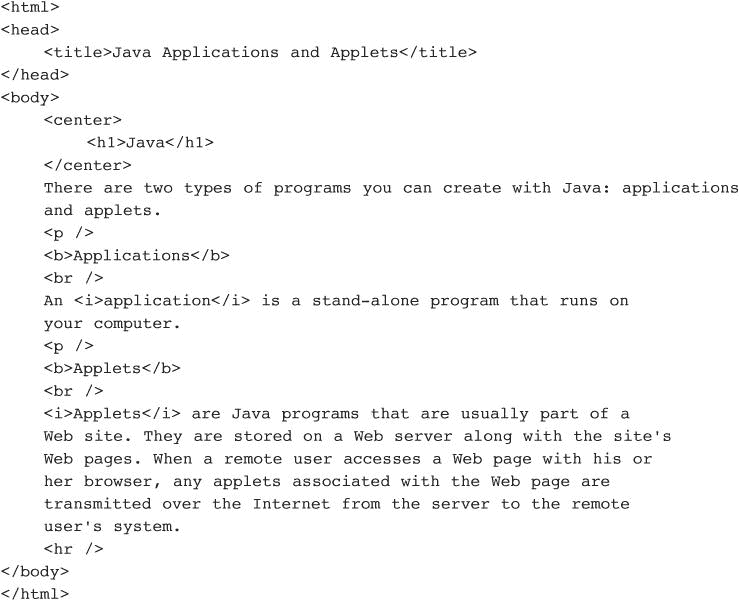 <html>
<head>
    <title>Java Applications and Applets</title>
</head>
<body>
    <center>
        <h1>Java</h1>
    </center>
    There are two types of programs you can create with Java: applications
    and applets.
    <p />
    <b>Applications</b>
    <br />
    An <i>application</i> is a stand-alone program that runs on
    your computer.
    <p />
    <b>Applets</b>
    <br />
    <i>Applets</i> are Java programs that are usually part of a
    Web site. They are stored on a Web server along with the site's
    Web pages. When a remote user accesses a Web page with his or
    her browser, any applets associated with the Web page are
    transmitted over the Internet from the server to the remote
    user's system.
    <hr />
</body>
</html>